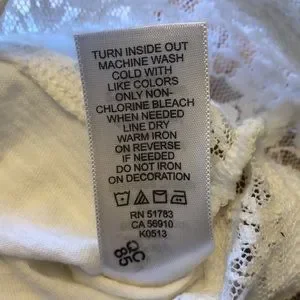 TURN INSIDE OUT
MACHINE WASH
COLD WITH
LIKE COLORS
ONLY NON-
CHLORINE BLEACH
WHEN NEEDED
LINE DRY
WARM IRON
ON REVERSE
IF NEEDED
DO NOT IRON
ON DECORATION
RN 51783
CA 56910
K0513